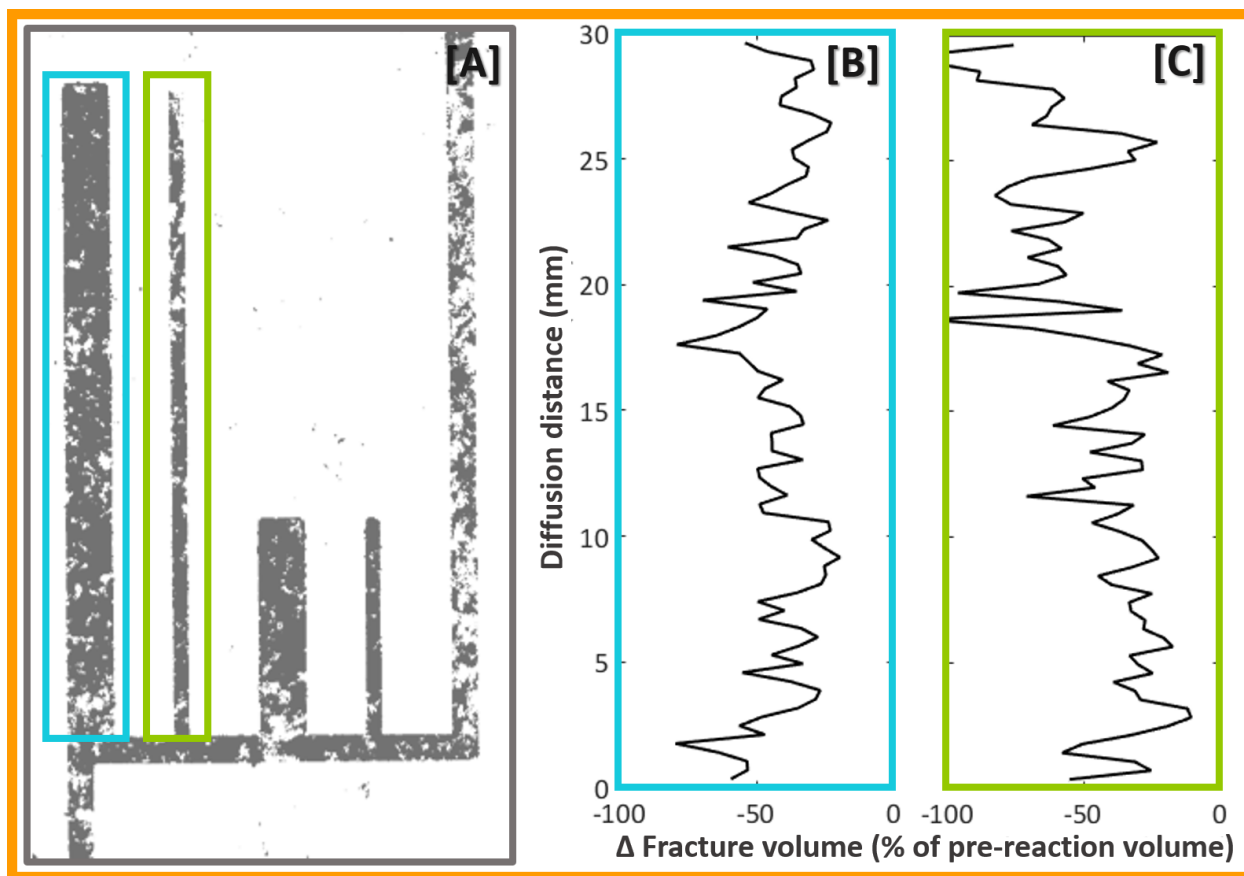 [A]
[B]
[C]
Diffusion distance (mm)
30
25
20
15
10
5
0
-100
-50
0
-100
-50
0
Δ Fracture volume (% of pre-reaction volume)